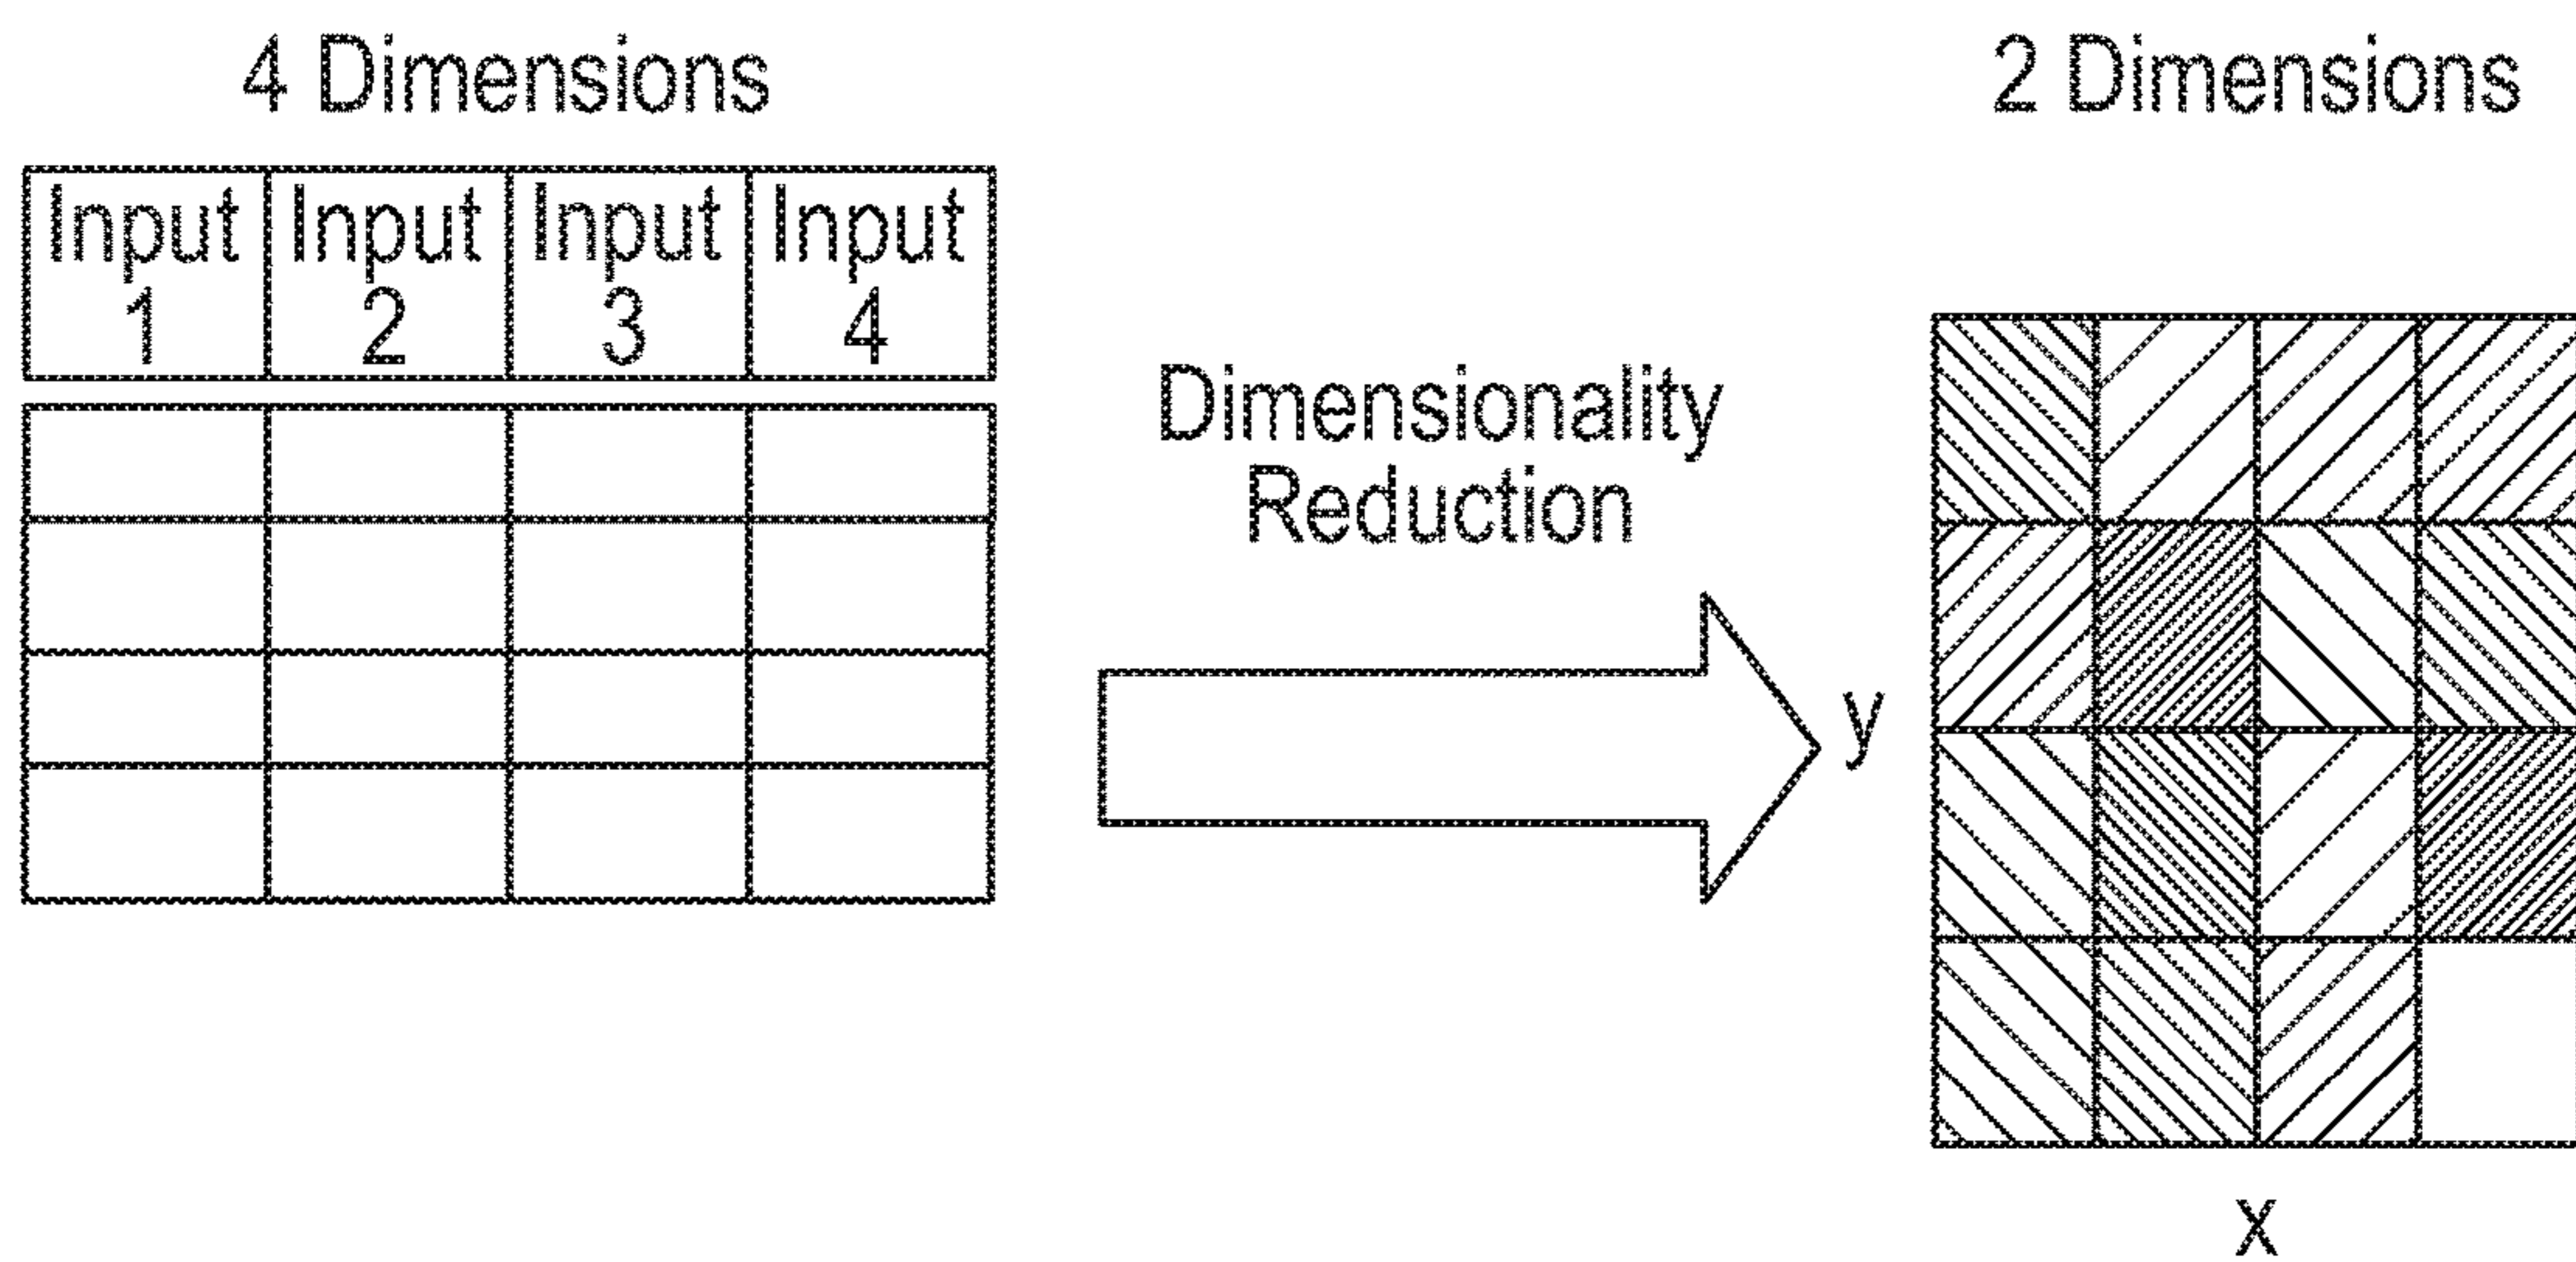 4 Dimensions
Input Input Input Input
1 2 3 4
Dimensionality
Reduction
2 Dimensions
y
x